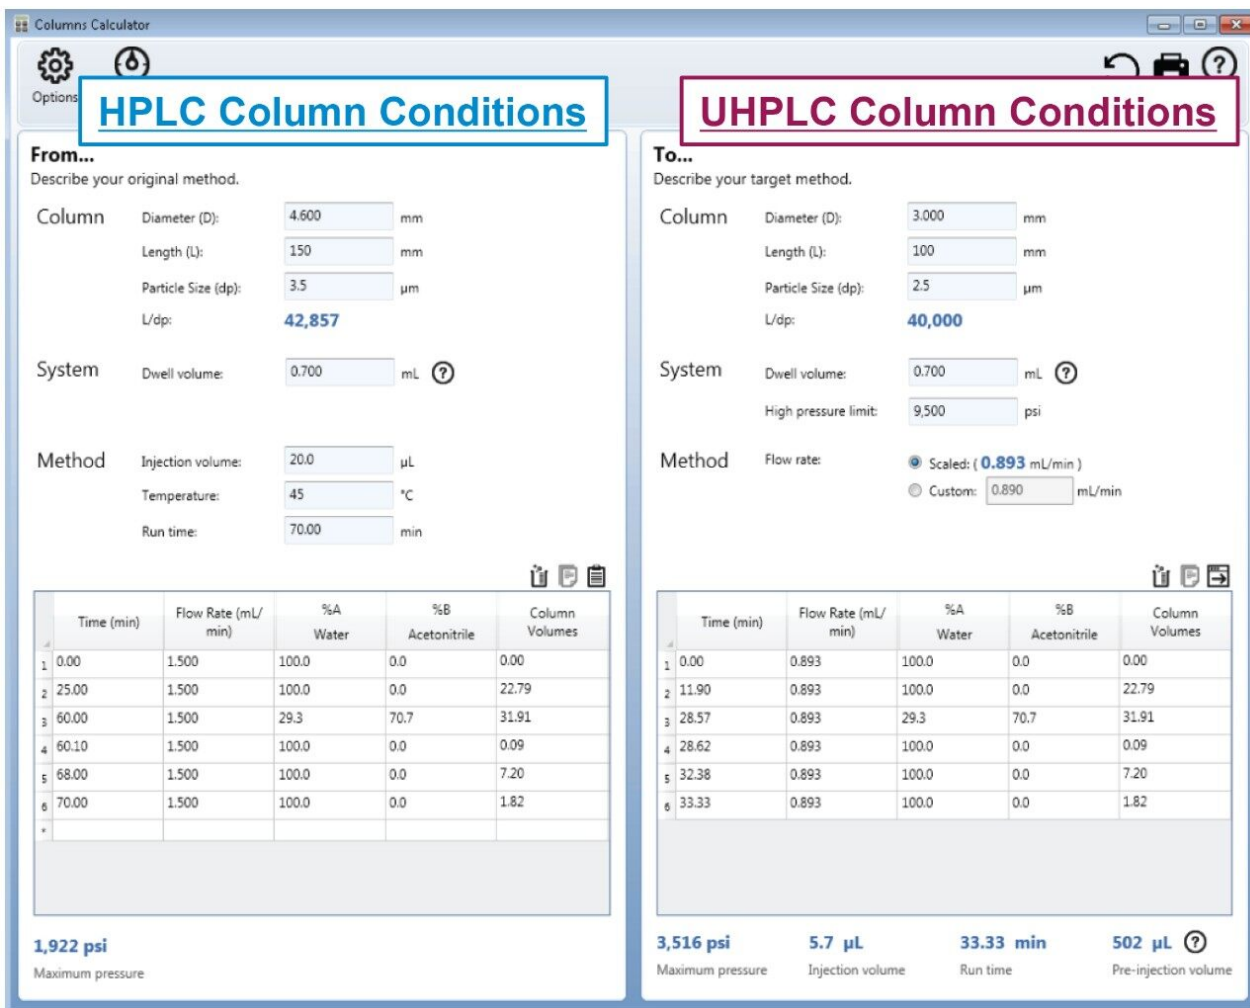 Columns Calculator
Options
HPLC Column Conditions
UHPLC Column Conditions
From...
Describe your original method.
Column
Diameter (D): 4.600 mm
Length (L): 150 mm
Particle Size (dp): 3.5 µm
L/dp: 42,857
System
Dwell volume: 0.700 mL ?
Method
Injection volume: 20.0 µL
Temperature: 45 °C
Run time: 70.00 min
Time (min) Flow Rate (mL/min) %A Water %B Acetonitrile Column Volumes
1 0.00 1.500 100.0 0.0 0.00
2 25.00 1.500 100.0 0.0 22.79
3 60.00 1.500 29.3 70.7 31.91
4 60.10 1.500 100.0 0.0 0.09
5 68.00 1.500 100.0 0.0 7.20
6 70.00 1.500 100.0 0.0 1.82
*
1,922 psi
Maximum pressure
To...
Describe your target method.
Column
Diameter (D): 3.000 mm
Length (L): 100 mm
Particle Size (dp): 2.5 µm
L/dp: 40,000
System
Dwell volume: 0.700 mL ?
High pressure limit: 9,500 psi
Method
Flow rate: Scaled: ( 0.893 mL/min )
Custom: 0.890 mL/min
Time (min) Flow Rate (mL/min) %A Water %B Acetonitrile Column Volumes
1 0.00 0.893 100.0 0.0 0.00
2 11.90 0.893 100.0 0.0 22.79
3 28.57 0.893 29.3 70.7 31.91
4 28.62 0.893 100.0 0.0 0.09
5 32.38 0.893 100.0 0.0 7.20
6 33.33 0.893 100.0 0.0 1.82
3,516 psi 5.7 µL 33.33 min 502 µL ?
Maximum pressure Injection volume Run time Pre-injection volume